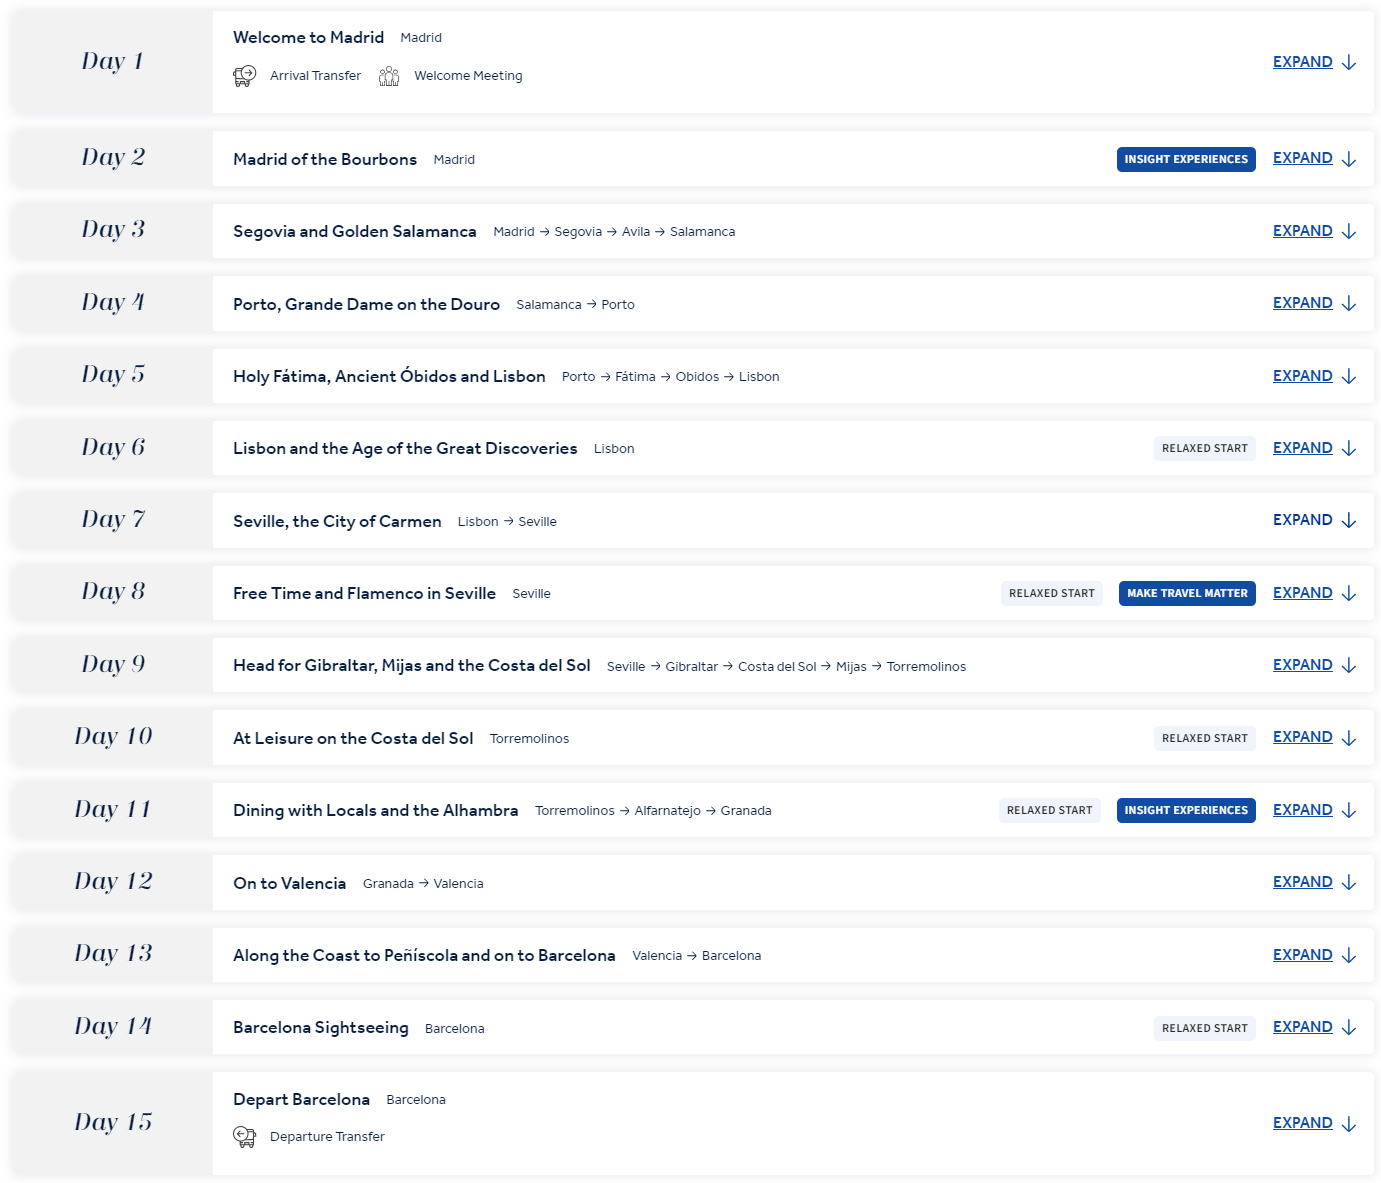 Day 1
Welcome to Madrid Madrid
Arrival Transfer Welcome Meeting
EXPAND
Day 2
Madrid of the Bourbons Madrid
INSIGHT EXPERIENCES EXPAND
Day 3
Segovia and Golden Salamanca Madrid → Segovia → Avila → Salamanca
EXPAND
Day 4
Porto, Grande Dame on the Douro Salamanca → Porto
EXPAND
Day 5
Holy Fátima, Ancient Óbidos and Lisbon Porto → Fátima → Obidos → Lisbon
EXPAND
Day 6
Lisbon and the Age of the Great Discoveries Lisbon
RELAXED START EXPAND
Day 7
Seville, the City of Carmen Lisbon → Seville
EXPAND
Day 8
Free Time and Flamenco in Seville Seville
RELAXED START MAKE TRAVEL MATTER EXPAND
Day 9
Head for Gibraltar, Mijas and the Costa del Sol Seville → Gibraltar → Costa del Sol → Mijas → Torremolinos
EXPAND
Day 10
At Leisure on the Costa del Sol Torremolinos
RELAXED START EXPAND
Day 11
Dining with Locals and the Alhambra Torremolinos → Alfarnatejo → Granada
RELAXED START INSIGHT EXPERIENCES EXPAND
Day 12
On to Valencia Granada → Valencia
EXPAND
Day 13
Along the Coast to Peñíscola and on to Barcelona Valencia → Barcelona
EXPAND
Day 14
Barcelona Sightseeing Barcelona
RELAXED START EXPAND
Day 15
Depart Barcelona Barcelona
Departure Transfer
EXPAND